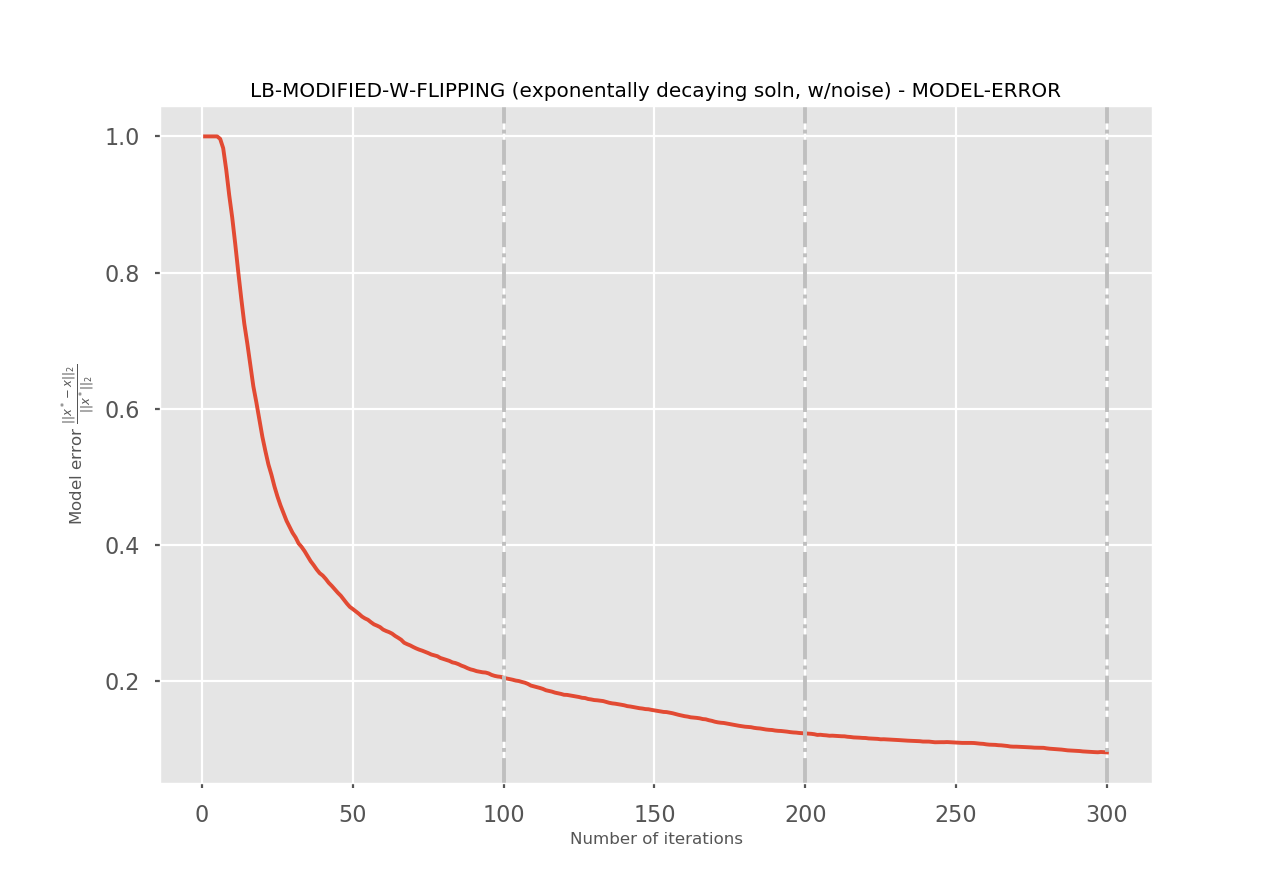 LB-MODIFIED-W-FLIPPING (exponentially decaying soln, w/noise) - MODEL-ERROR
Model error ||x* − x||₂ / ||x*||₂
1.0
0.8
0.6
0.4
0.2
0 50 100 150 200 250 300
Number of iterations